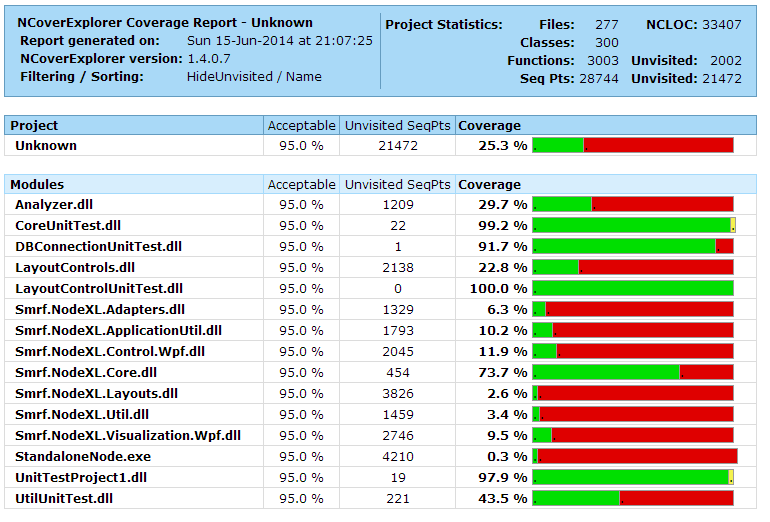 NCoverExplorer Coverage Report - Unknown Project Statistics: Files: 277 NCLOC: 33407
Report generated on: Sun 15-Jun-2014 at 21:07:25 Classes: 300
NCoverExplorer version: 1.4.0.7 Functions: 3003 Unvisited: 2002
Filtering / Sorting: HideUnvisited / Name Seq Pts: 28744 Unvisited: 21472
Project Acceptable Unvisited SeqPts Coverage
Unknown 95.0 % 21472 25.3 %
Modules Acceptable Unvisited SeqPts Coverage
Analyzer.dll 95.0 % 1209 29.7 %
CoreUnitTest.dll 95.0 % 22 99.2 %
DBConnectionUnitTest.dll 95.0 % 1 91.7 %
LayoutControls.dll 95.0 % 2138 22.8 %
LayoutControlUnitTest.dll 95.0 % 0 100.0 %
Smrf.NodeXL.Adapters.dll 95.0 % 1329 6.3 %
Smrf.NodeXL.ApplicationUtil.dll 95.0 % 1793 10.2 %
Smrf.NodeXL.Control.Wpf.dll 95.0 % 2045 11.9 %
Smrf.NodeXL.Core.dll 95.0 % 454 73.7 %
Smrf.NodeXL.Layouts.dll 95.0 % 3826 2.6 %
Smrf.NodeXL.Util.dll 95.0 % 1459 3.4 %
Smrf.NodeXL.Visualization.Wpf.dll 95.0 % 2746 9.5 %
StandaloneNode.exe 95.0 % 4210 0.3 %
UnitTestProject1.dll 95.0 % 19 97.9 %
UtilUnitTest.dll 95.0 % 221 43.5 %